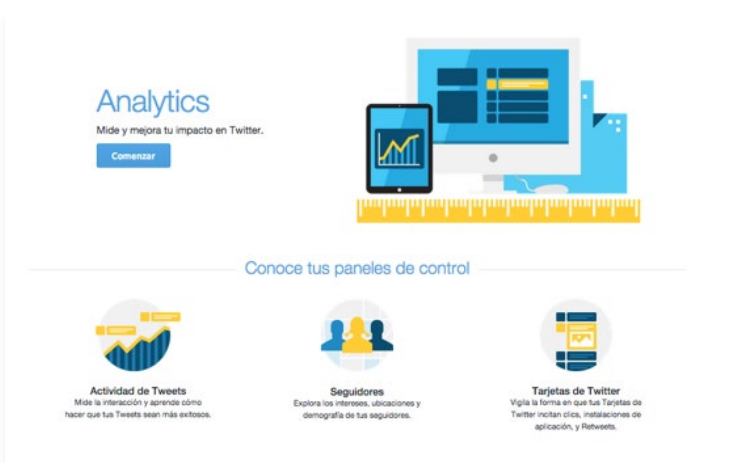 Analytics
Mide y mejora tu impacto en Twitter.
Comenzar
Conoce tus paneles de control
Actividad de Tweets
Mide la interacción y aprende cómo
hacer que tus Tweets sean más exitosos.
Seguidores
Explora los intereses, ubicaciones y
demografía de tus seguidores.
Tarjetas de Twitter
Vigila la forma en que tus Tarjetas de
Twitter incitan clics, instalaciones de
aplicación, y Retweets.